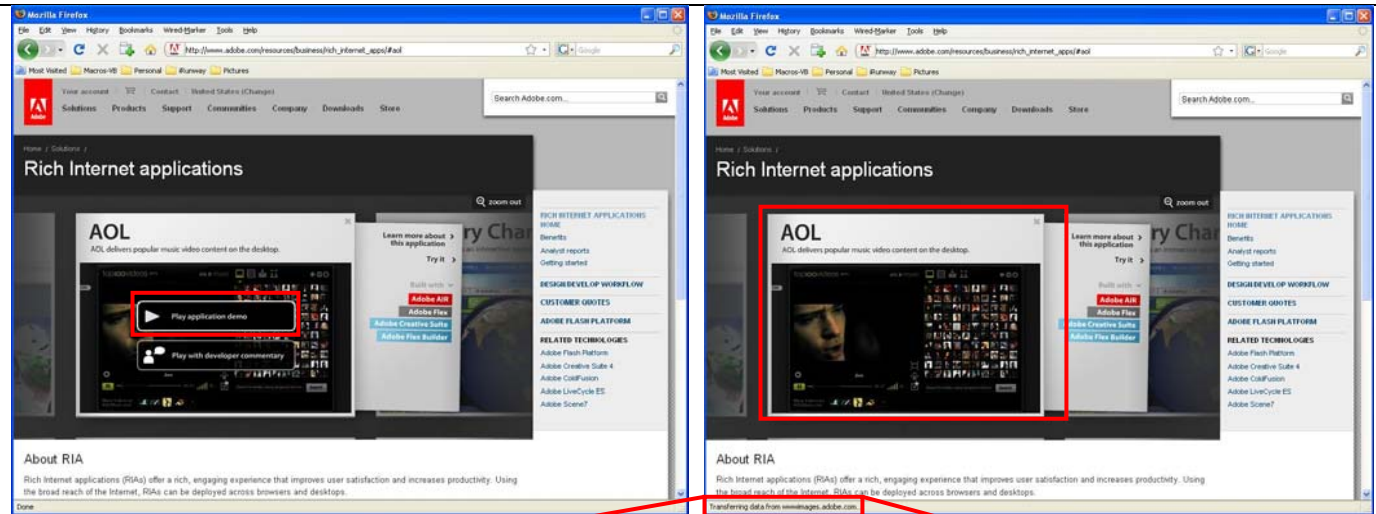 Mozilla Firefox
File Edit View History Bookmarks Wired-Marker Tools Help
http://www.adobe.com/resources/business/rich_internet_apps/#aol
Google
Most Visited Macros-VB Personal iRunway Pictures
Your account Contact United States (Change)
Adobe
Solutions Products Support Communities Company Downloads Store
Search Adobe.com...
Home / Solutions /
Rich Internet applications
zoom out
AOL
AOL delivers popular music video content on the desktop.
Play application demo
Play with developer commentary
Learn more about
this application
Try it
Built with
Adobe AIR
Adobe Flex
Adobe Creative Suite
Adobe Flex Builder
ry Char
RICH INTERNET APPLICATIONS
HOME
Benefits
Analyst reports
Getting started
DESIGN DEVELOP WORKFLOW
CUSTOMER QUOTES
ADOBE FLASH PLATFORM
RELATED TECHNOLOGIES
Adobe Flash Platform
Adobe Creative Suite 4
Adobe ColdFusion
Adobe LiveCycle ES
Adobe Scene7
About RIA
Rich Internet applications (RIAs) offer a rich, engaging experience that improves user satisfaction and increases productivity. Using
the broad reach of the Internet, RIAs can be deployed across browsers and desktops.
Done
Mozilla Firefox
File Edit View History Bookmarks Wired-Marker Tools Help
http://www.adobe.com/resources/business/rich_internet_apps/#aol
Google
Most Visited Macros-VB Personal iRunway Pictures
Your account Contact United States (Change)
Adobe
Solutions Products Support Communities Company Downloads Store
Search Adobe.com...
Home / Solutions /
Rich Internet applications
zoom out
AOL
AOL delivers popular music video content on the desktop.
Learn more about
this application
Try it
Built with
Adobe AIR
Adobe Flex
Adobe Creative Suite
Adobe Flex Builder
ry Char
RICH INTERNET APPLICATIONS
HOME
Benefits
Analyst reports
Getting started
DESIGN DEVELOP WORKFLOW
CUSTOMER QUOTES
ADOBE FLASH PLATFORM
RELATED TECHNOLOGIES
Adobe Flash Platform
Adobe Creative Suite 4
Adobe ColdFusion
Adobe LiveCycle ES
Adobe Scene7
About RIA
Rich Internet applications (RIAs) offer a rich, engaging experience that improves user satisfaction and increases productivity. Using
the broad reach of the Internet, RIAs can be deployed across browsers and desktops.
Transferring data from wwwimages.adobe.com...